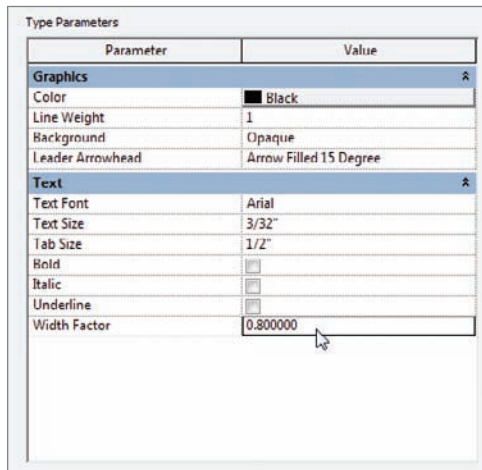 Type Parameters
Parameter Value
Graphics
Color Black
Line Weight 1
Background Opaque
Leader Arrowhead Arrow Filled 15 Degree
Text
Text Font Arial
Text Size 3/32"
Tab Size 1/2"
Bold
Italic
Underline
Width Factor 0.800000